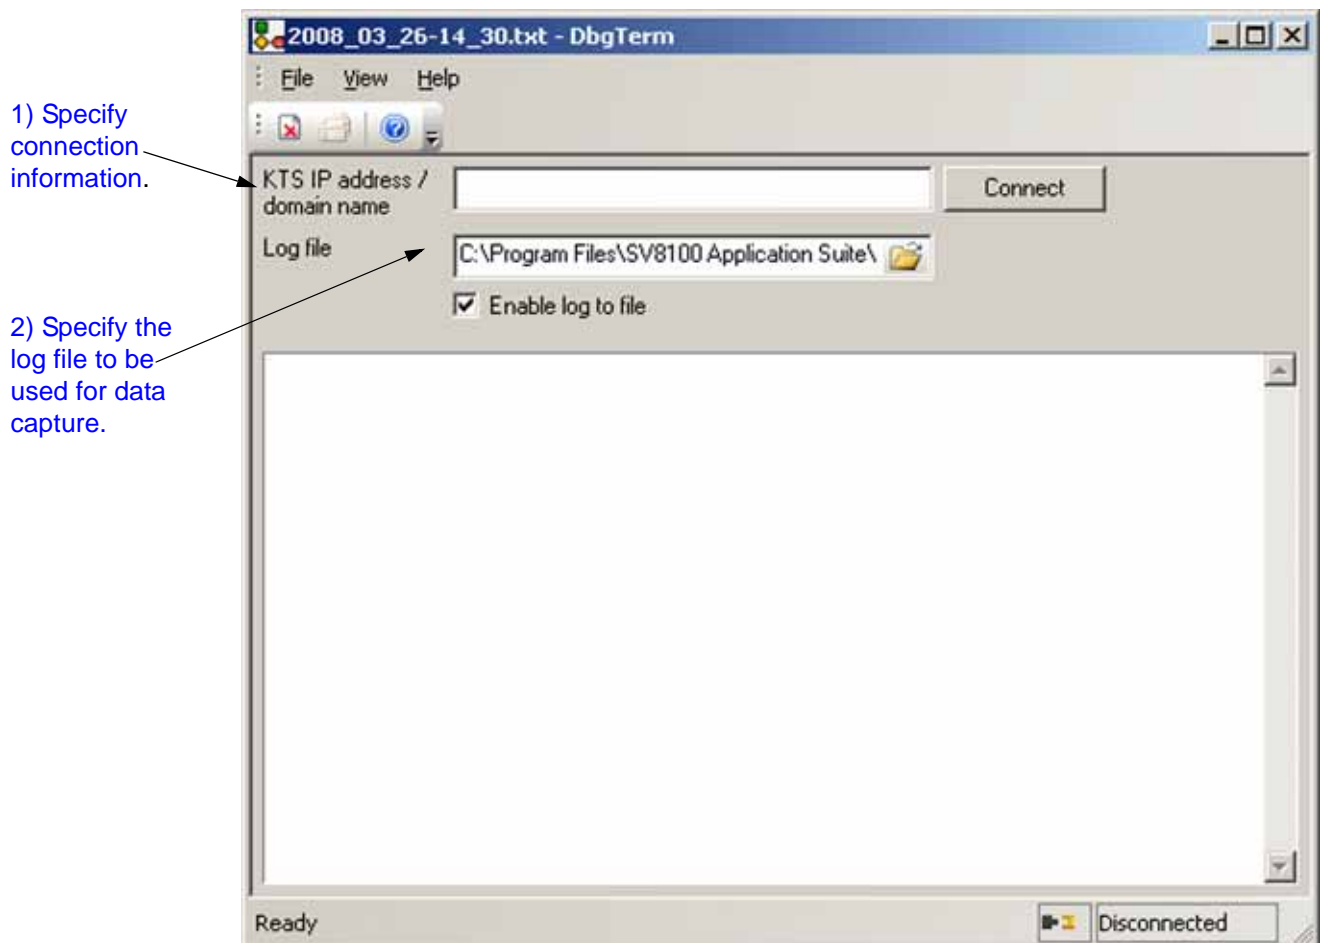 2008_03_26-14_30.txt - DbgTerm
File View Help
1) Specify
connection
information.
KTS IP address /
domain name
Connect
Log file
C:\Program Files\SV8100 Application Suite\
Enable log to file
2) Specify the
log file to be
used for data
capture.
Ready
Disconnected